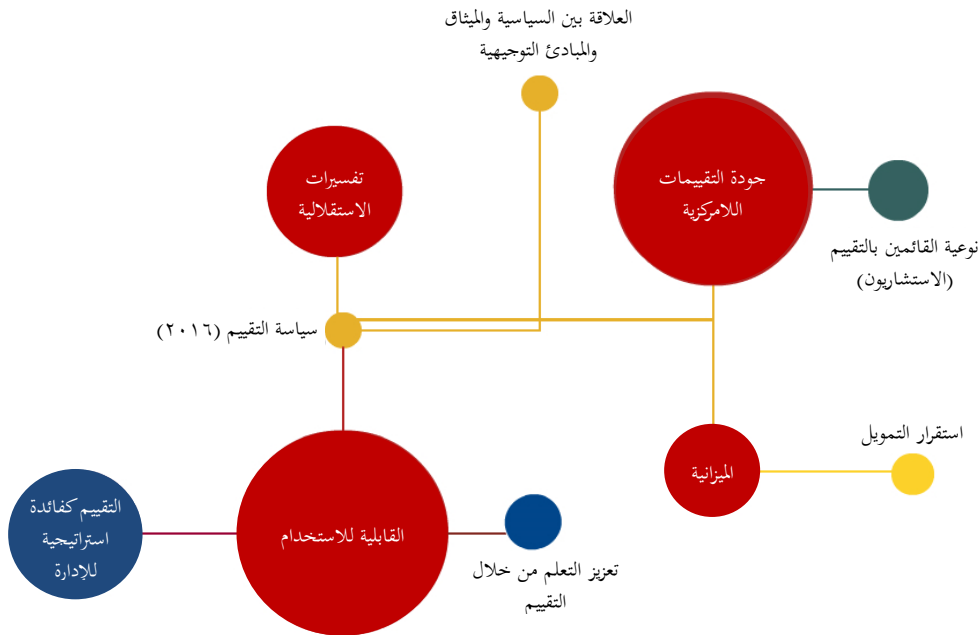 العلاقة بين السياسية والميثاق
والمبادئ التوجيهية
تفسيرات
الاستقلالية
جودة التقييمات
اللامركزية
نوعية القائمين بالتقييم
(الاستشاريون)
سياسة التقييم (٢٠١٦)
استقرار التمويل
الميزانية
التقييم كفائدة
استراتيجية
للإدارة
القابلية للاستخدام
تعزيز التعلم من خلال
التقييم